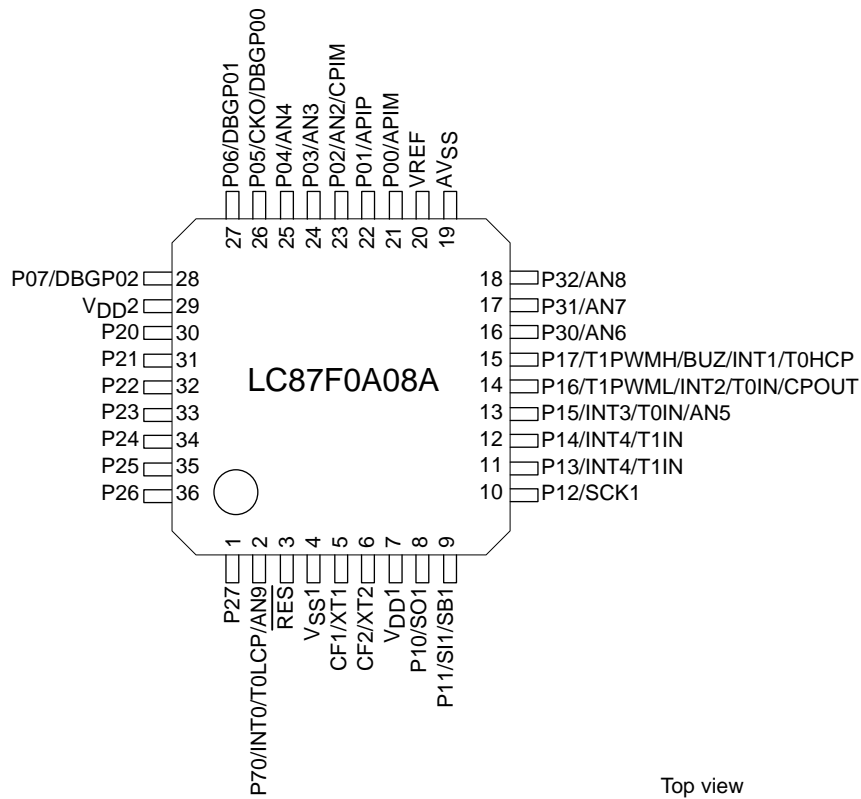 P06/DBGP01
P05/CKO/DBGP00
P04/AN4
P03/AN3
P02/AN2/CPIM
P01/APIP
P00/APIM
VREF
AVSS
27
26
25
24
23
22
21
20
19
P07/DBGP02 28
VDD2 29
P20 30
P21 31
P22 32
P23 33
P24 34
P25 35
P26 36
LC87F0A08A
18 P32/AN8
17 P31/AN7
16 P30/AN6
15 P17/T1PWMH/BUZ/INT1/T0HCP
14 P16/T1PWML/INT2/T0IN/CPOUT
13 P15/INT3/T0IN/AN5
12 P14/INT4/T1IN
11 P13/INT4/T1IN
10 P12/SCK1
1
2
3
4
5
6
7
8
9
P27
P70/INT0/T0LCP/AN9
RES
VSS1
CF1/XT1
CF2/XT2
VDD1
P10/SO1
P11/SI1/SB1
Top view